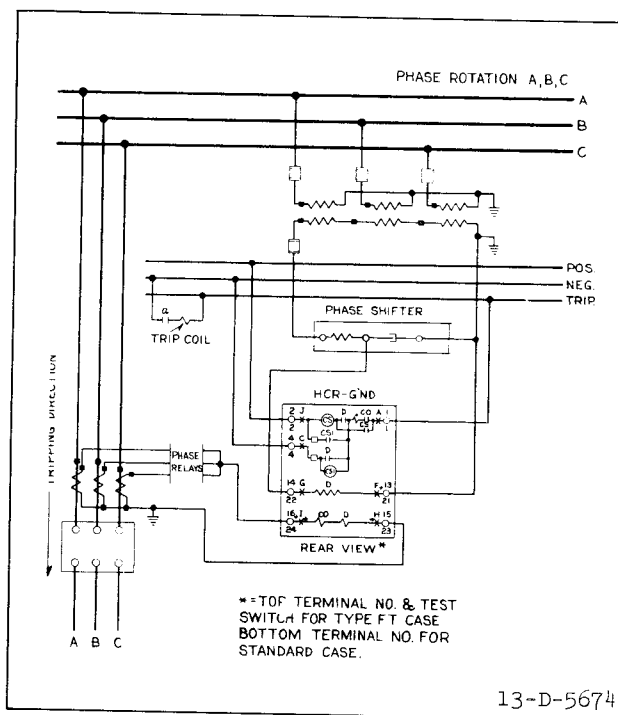 PHASE ROTATION A,B,C
A
B
C
POS.
NEG.
TRIP.
a
TRIP COIL
PHASE SHIFTER
TRIPPING DIRECTION
HCR-G'ND
2 J CS D CO A 1
2 CS 1
4 C CS1
4 D
PHASE
RELAYS
14 G D F 13
22 21
16 I CO D H 15
24 23
REAR VIEW*
*=TOP TERMINAL NO. & TEST
SWITCH FOR TYPE FT CASE
BOTTOM TERMINAL NO. FOR
STANDARD CASE.
A B C
13-D-5674